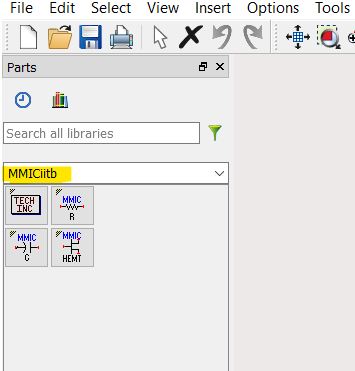 File Edit Select View Insert Options Tools
Parts
Search all libraries
MMICiitb
TECH INC
MMIC R
MMIC C
MMIC HEMT